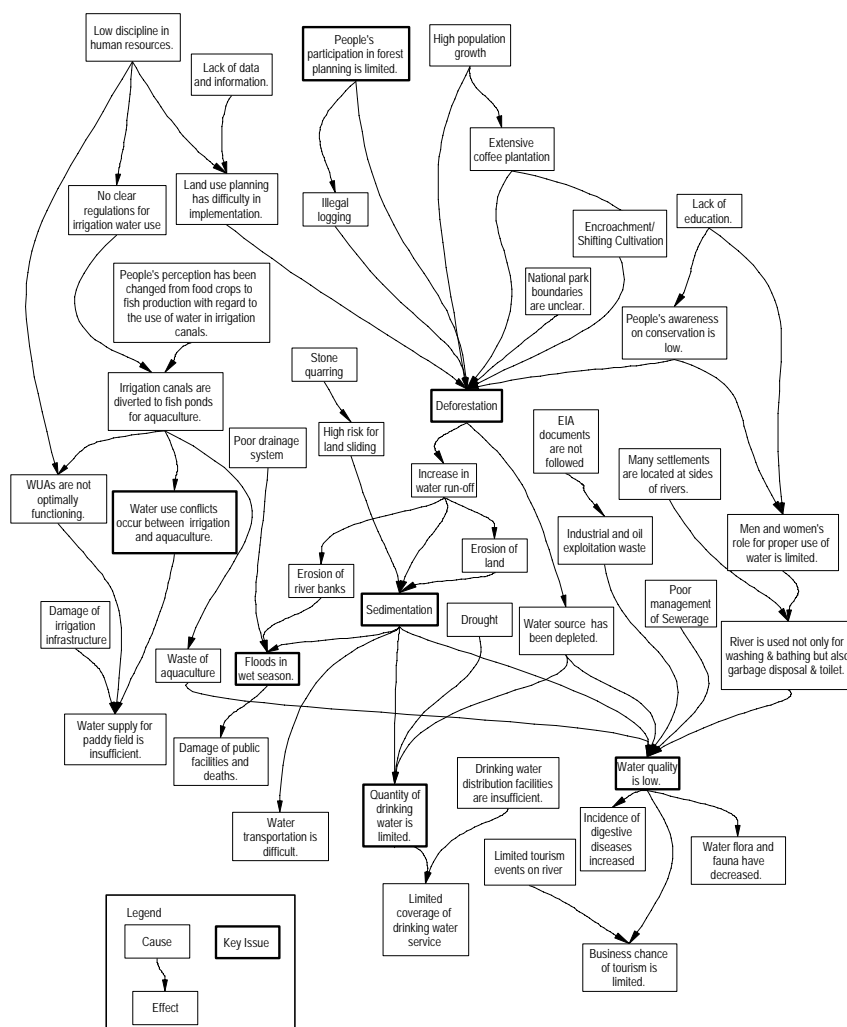 Low discipline in
human resources.
People's
participation in forest
planning is limited.
High population
growth
Lack of data
and information.
Extensive
coffee plantation
No clear
regulations for
irrigation water use
Land use planning
has difficulty in
implementation.
Illegal
logging
Encroachment/
Shifting Cultivation
Lack of
education.
People's perception has been
changed from food crops to
fish production with regard to
the use of water in irrigation
canals.
National park
boundaries
are unclear.
People's awareness
on conservation is
low.
Stone
quarring
Irrigation canals are
diverted to fish ponds
for aquaculture.
Deforestation
EIA
documents
are not
followed
Poor drainage
system
High risk for
land sliding
Many settlements
are located at sides
of rivers.
WUAs are not
optimally
functioning.
Increase in
water run-off
Water use conflicts
occur between irrigation
and aquaculture.
Industrial and oil
exploitation waste
Men and women's
role for proper use of
water is limited.
Erosion of
land
Erosion of
river banks
Sedimentation
Damage of
irrigation
infrastructure
Drought
Water source has
been depleted.
Poor
management
of Sewerage
River is used not only for
washing & bathing but also
garbage disposal & toilet.
Waste of
aquaculture
Floods in
wet season.
Water supply for
paddy field is
insufficient.
Damage of public
facilities and
deaths.
Drinking water
distribution facilities
are insufficient.
Water quality
is low.
Quantity of
drinking
water is
limited.
Water
transportation is
difficult.
Incidence of
digestive
diseases
increased
Water flora and
fauna have
decreased.
Limited tourism
events on river
Limited
coverage of
drinking water
service
Business chance
of tourism is
limited.
Legend
Cause
Key Issue
Effect